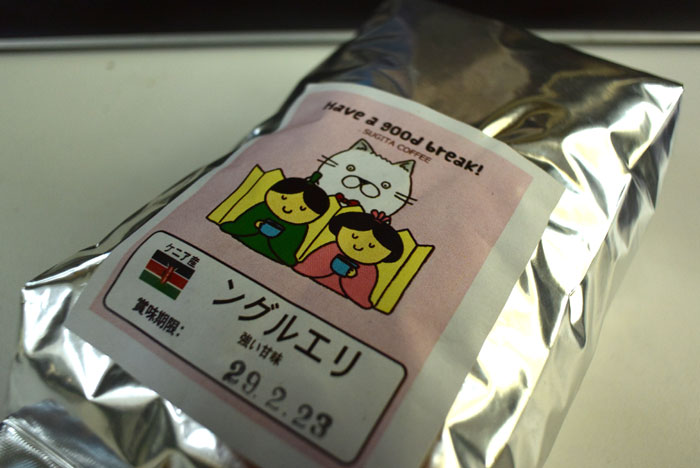 Have a good break!
SUGITA COFFEE
ケニア産
ングルエリ
強い甘味
賞味期限:
29.2.23